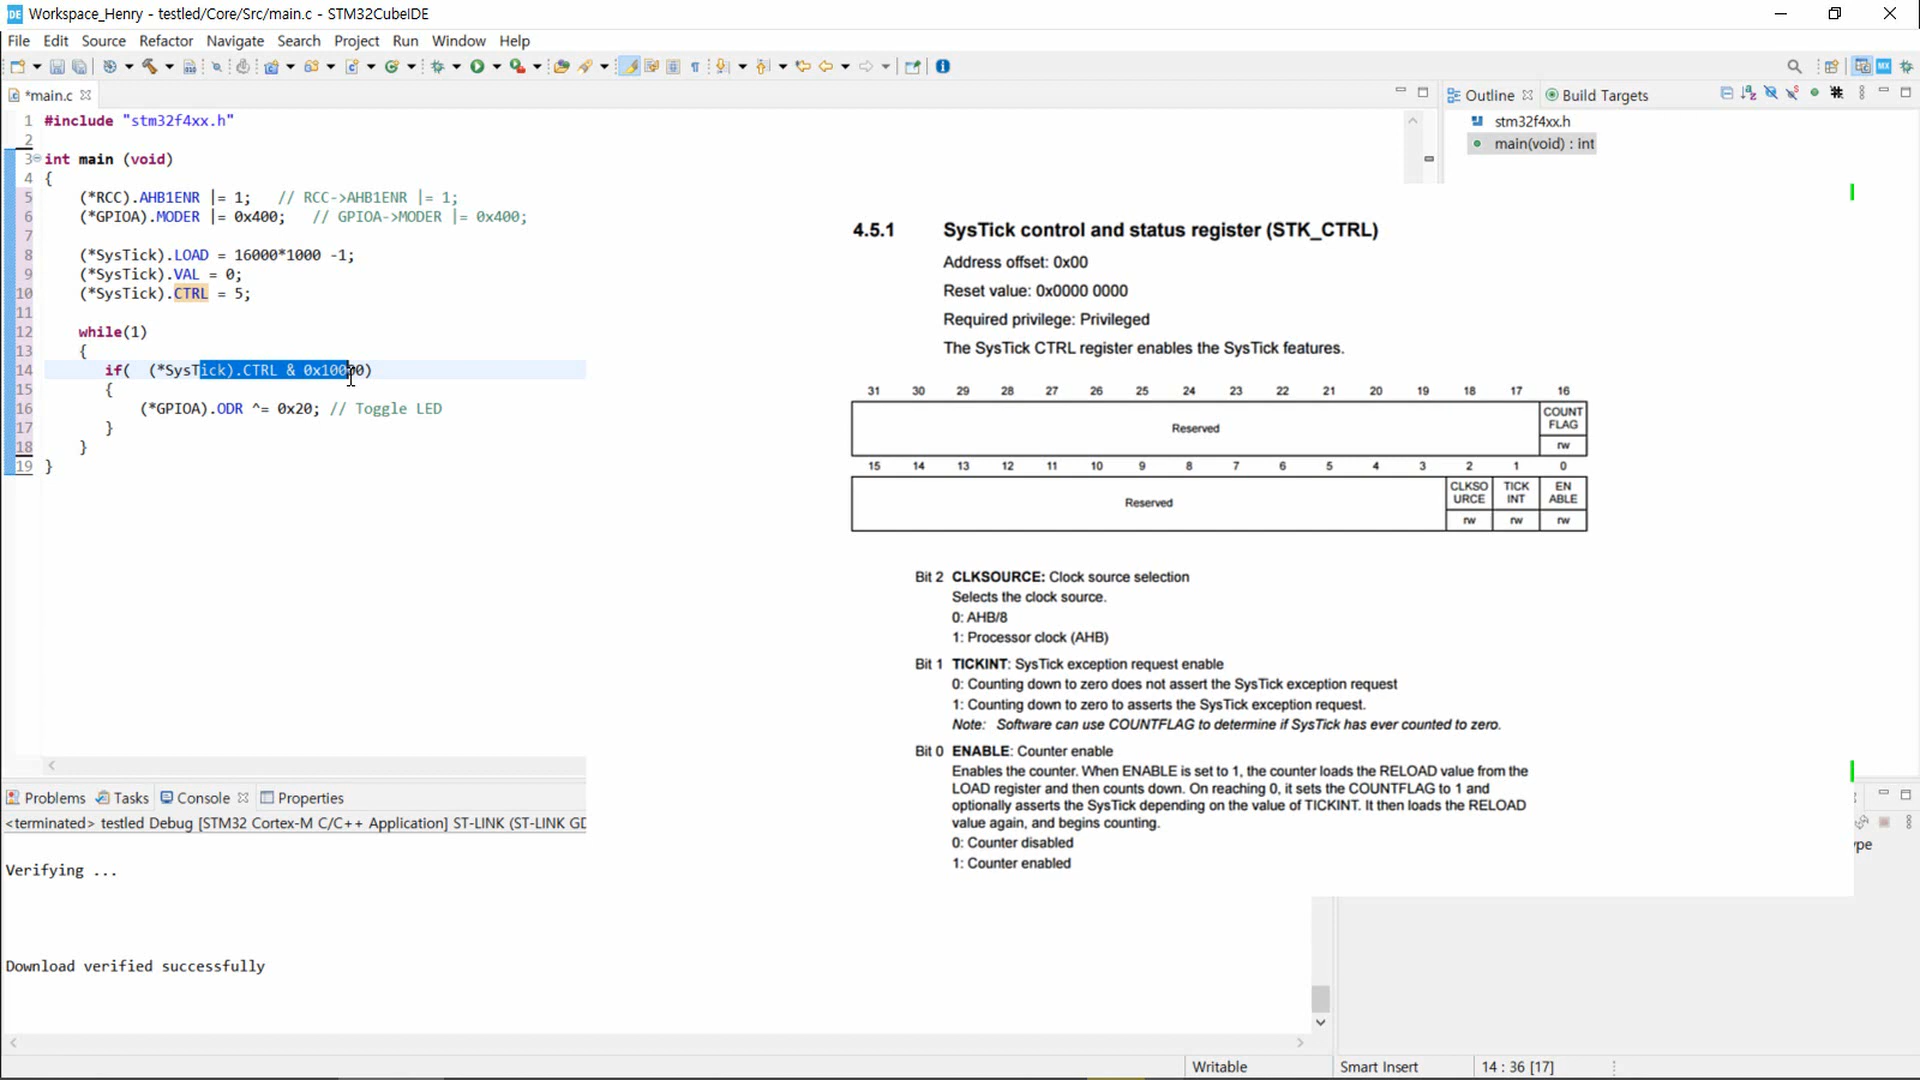 Workspace_Henry - testled/Core/Src/main.c - STM32CubeIDE
File Edit Source Refactor Navigate Search Project Run Window Help
*main.c
Outline
Build Targets
stm32f4xx.h
main(void) : int
1 #include "stm32f4xx.h"
2
3 int main (void)
4 {
5 (*RCC).AHB1ENR |= 1; // RCC->AHB1ENR |= 1;
6 (*GPIOA).MODER |= 0x400; // GPIOA->MODER |= 0x400;
7
8 (*SysTick).LOAD = 16000*1000 -1;
9 (*SysTick).VAL = 0;
10 (*SysTick).CTRL = 5;
11
12 while(1)
13 {
14 if( (*SysTick).CTRL & 0x10000)
15 {
16 (*GPIOA).ODR ^= 0x20; // Toggle LED
17 }
18 }
19 }
4.5.1 SysTick control and status register (STK_CTRL)
Address offset: 0x00
Reset value: 0x0000 0000
Required privilege: Privileged
The SysTick CTRL register enables the SysTick features.
31 30 29 28 27 26 25 24 23 22 21 20 19 18 17 16
Reserved
COUNT
FLAG
rw
15 14 13 12 11 10 9 8 7 6 5 4 3 2 1 0
Reserved
CLKSO
URCE
TICK
INT
EN
ABLE
rw rw rw
Bit 2 CLKSOURCE: Clock source selection
Selects the clock source.
0: AHB/8
1: Processor clock (AHB)
Bit 1 TICKINT: SysTick exception request enable
0: Counting down to zero does not assert the SysTick exception request
1: Counting down to zero to asserts the SysTick exception request.
Note: Software can use COUNTFLAG to determine if SysTick has ever counted to zero.
Bit 0 ENABLE: Counter enable
Enables the counter. When ENABLE is set to 1, the counter loads the RELOAD value from the
LOAD register and then counts down. On reaching 0, it sets the COUNTFLAG to 1 and
optionally asserts the SysTick depending on the value of TICKINT. It then loads the RELOAD
value again, and begins counting.
0: Counter disabled
1: Counter enabled
Problems Tasks Console Properties
<terminated> testled Debug [STM32 Cortex-M C/C++ Application] ST-LINK (ST-LINK GD
ype
Verifying ...
Download verified successfully
Writable Smart Insert 14 : 36 [17]